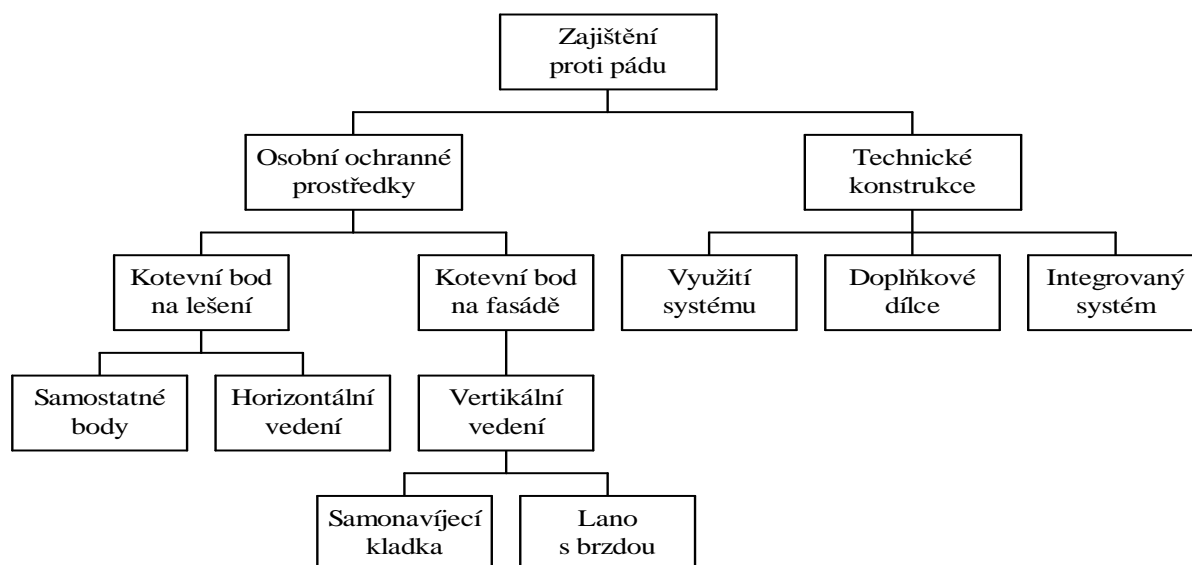 Zajištění
proti pádu
Osobní ochranné
prostředky
Technické
konstrukce
Kotevní bod
na lešení
Kotevní bod
na fasádě
Využití
systému
Doplňkové
dílce
Integrovaný
systém
Samostatné
body
Horizontální
vedení
Vertikální
vedení
Samonavíjecí
kladka
Lano
s brzdou